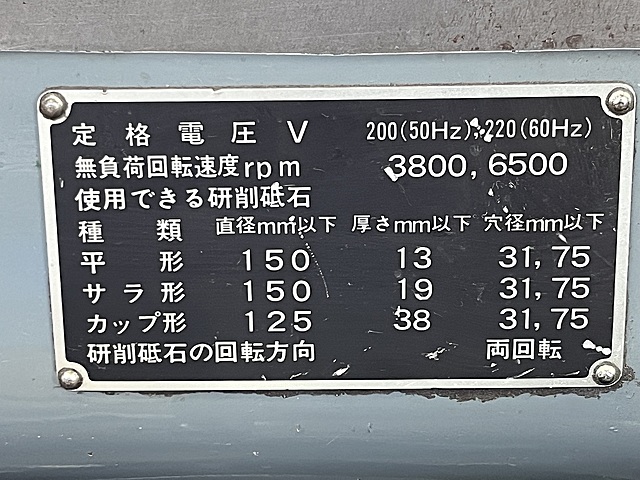 定格電圧V 200(50Hz),220(60Hz)
無負荷回転速度rpm 3800,6500
使用できる研削砥石
種類 直径mm以下 厚さmm以下 穴径mm以下
平形 150 13 31,75
サラ形 150 19 31,75
カップ形 125 38 31,75
研削砥石の回転方向 両回転